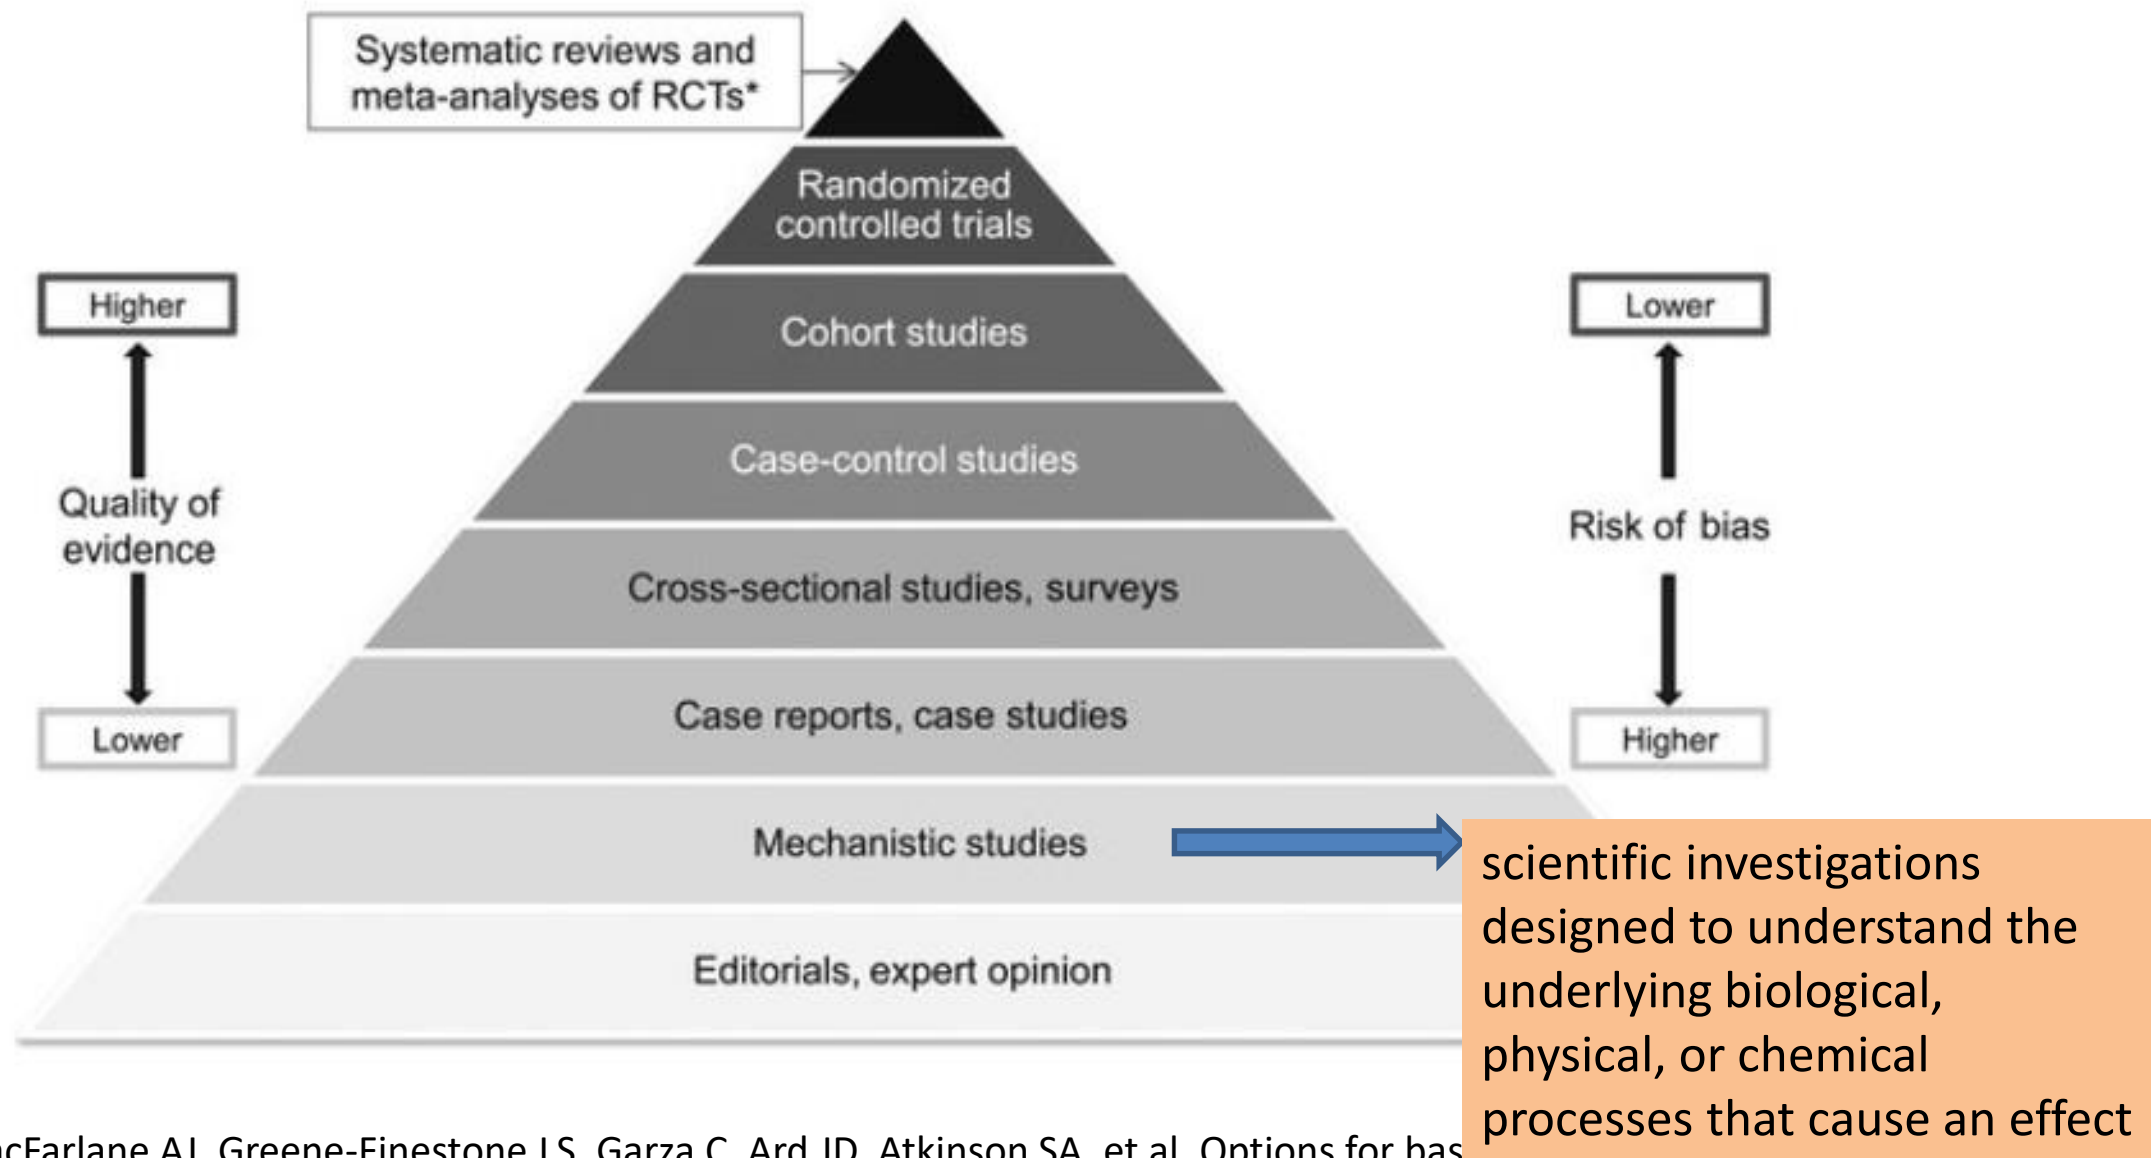 Systematic reviews and
meta-analyses of RCTs*
Randomized
controlled trials
Higher
Lower
Cohort studies
Case-control studies
Quality of
evidence
Risk of bias
Cross-sectional studies, surveys
Case reports, case studies
Lower
Higher
Mechanistic studies
scientific investigations
designed to understand the
underlying biological,
physical, or chemical
processes that cause an effect
Editorials, expert opinion
Greene-Finestone LS, Garza C, Ard JD, Atkinson SA, et al. Options for